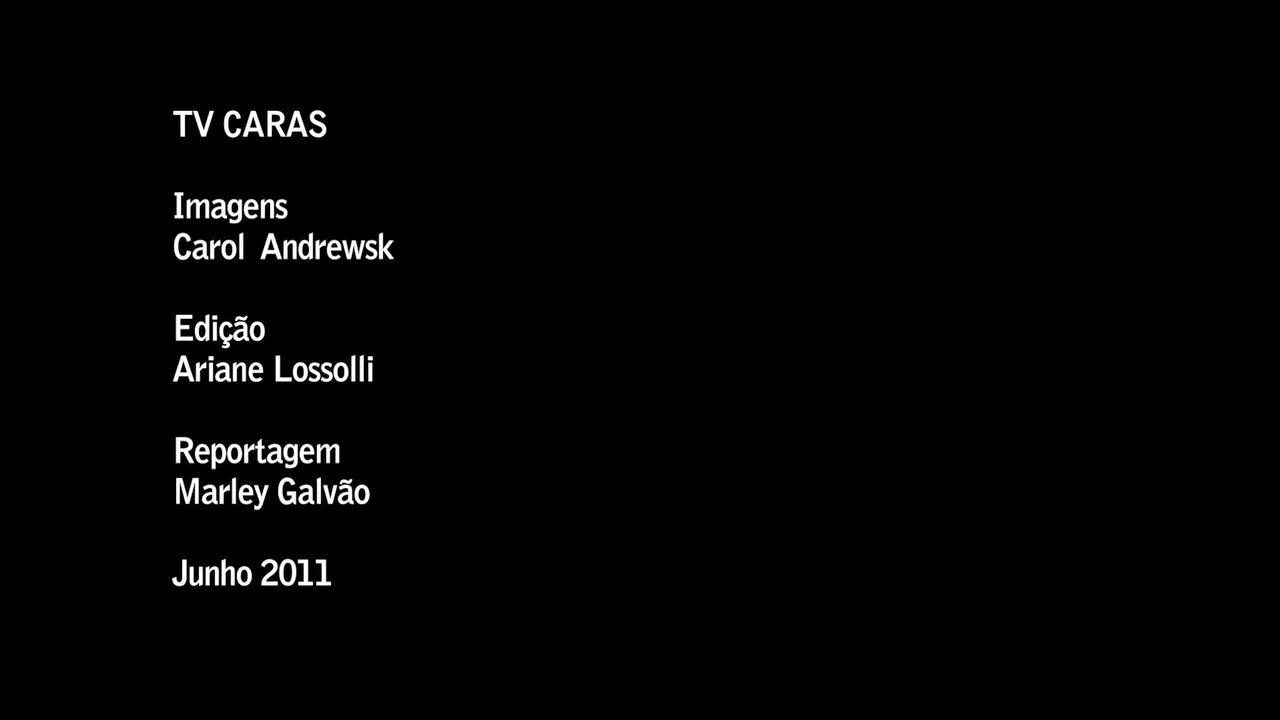 TV CARAS
Imagens
Carol Andrewsk
Edição
Ariane Lossolli
Reportagem
Marley Galvão
Junho 2011